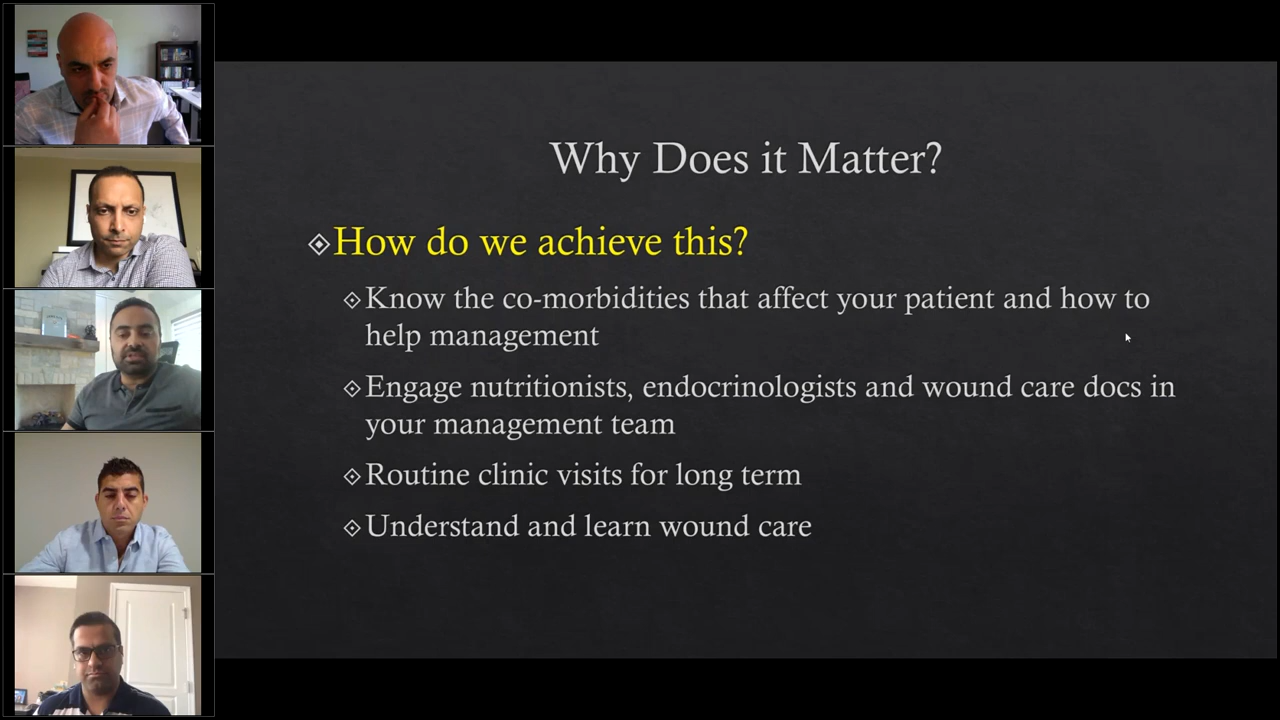 Why Does it Matter?
How do we achieve this?
Know the co-morbidities that affect your patient and how to
help management
Engage nutritionists, endocrinologists and wound care docs in
your management team
Routine clinic visits for long term
Understand and learn wound care